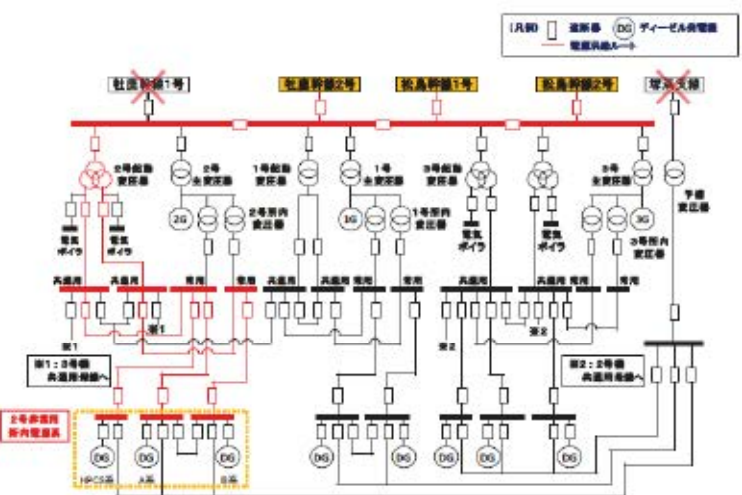 (凡例) 遮断器 DG ディーゼル発電機
電源供給ルート
牡鹿幹線1号
牡鹿幹線2号
松島幹線1号
松島幹線2号
塚浜支線
2号起動
変圧器
2号
主変圧器
1号起動
変圧器
1号
主変圧器
3号起動
変圧器
3号
主変圧器
予備
変圧器
2G
2号所内
変圧器
1G
1号所内
変圧器
3G
3号所内
変圧器
電気
ボイラ
電気
ボイラ
電気
ボイラ
電気
ボイラ
共通用
共通用
常用
常用
共通用
共通用
常用
常用
共通用
共通用
常用
常用
※1
※1
※2
※2
※1:3号機
共通用母線へ
※2:2号機
共通用母線へ
2号非常用
所内電源系
DG
DG
DG
DG
DG
DG
DG
DG
HPCS系
A系
B系